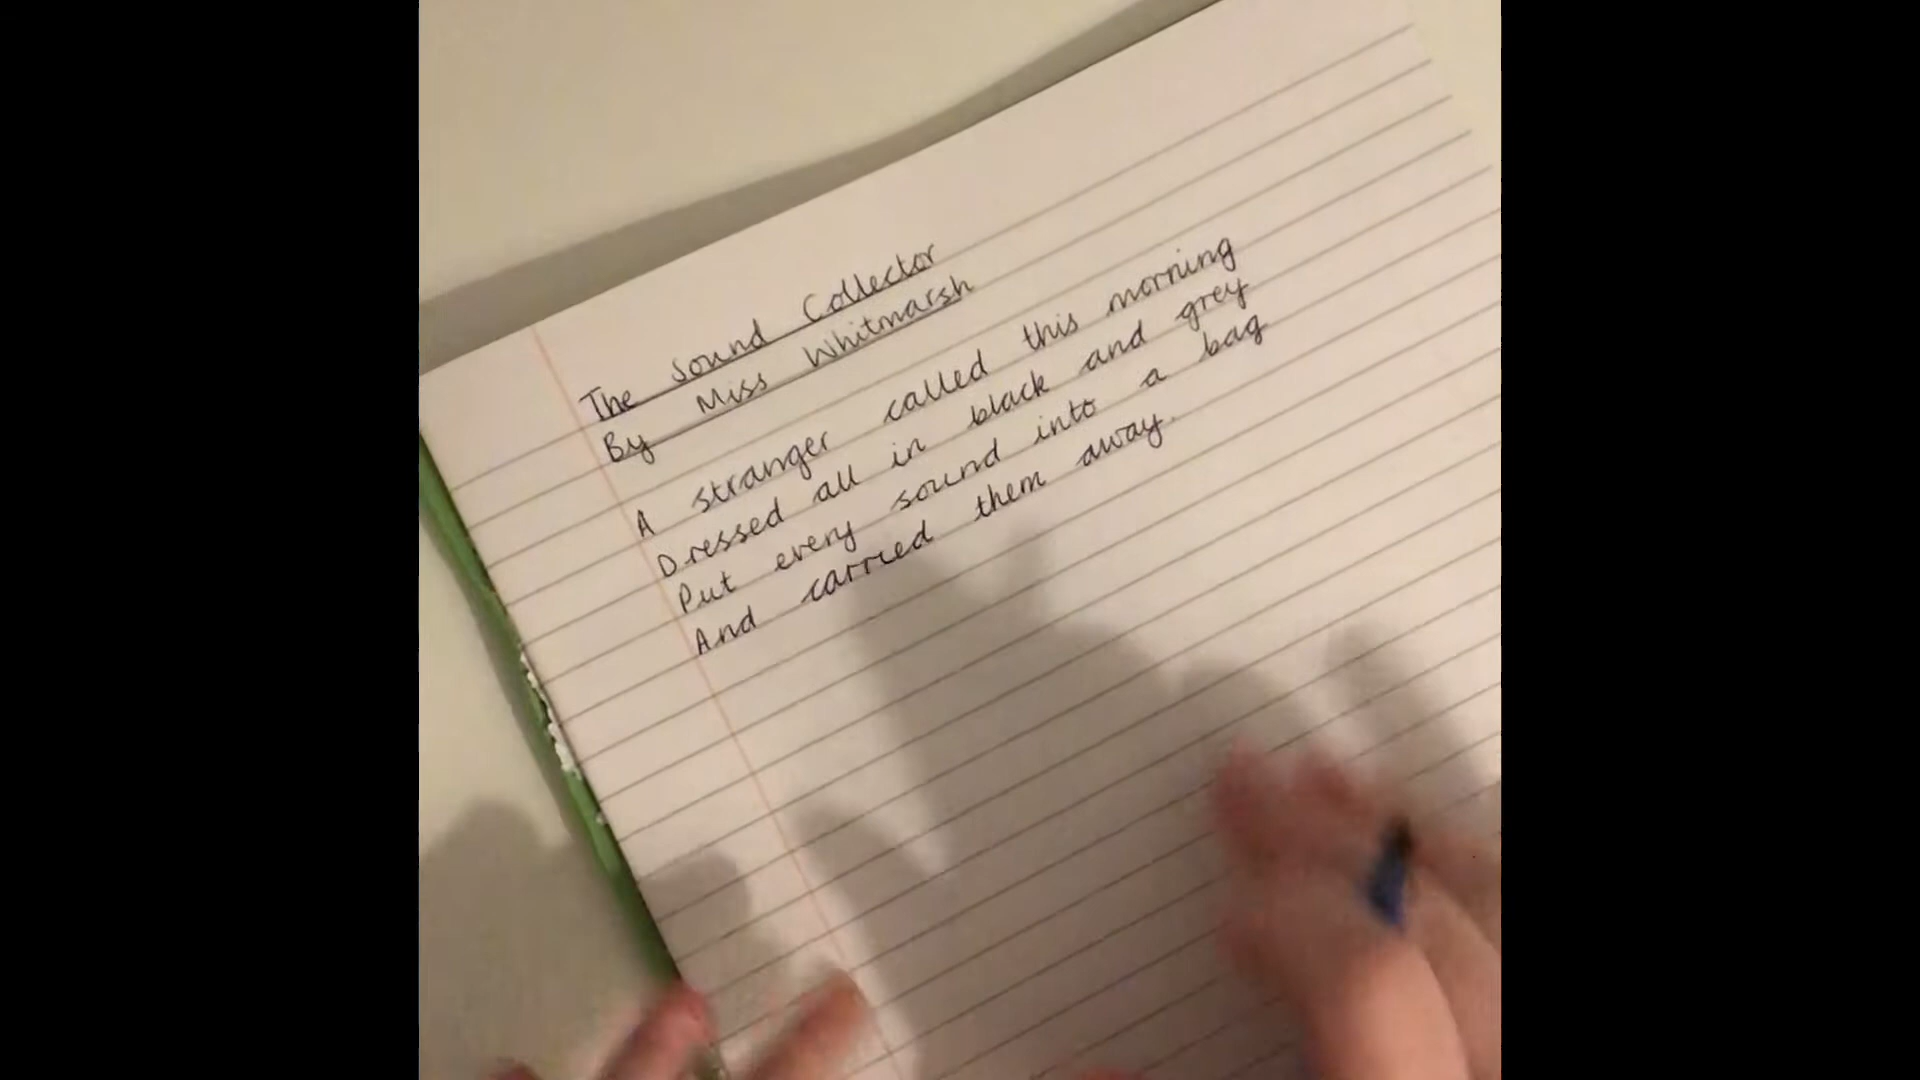 The Sound Collector
By Miss Whitmarsh
A stranger called this morning
Dressed all in black and grey
Put every sound into a bag
And carried them away.